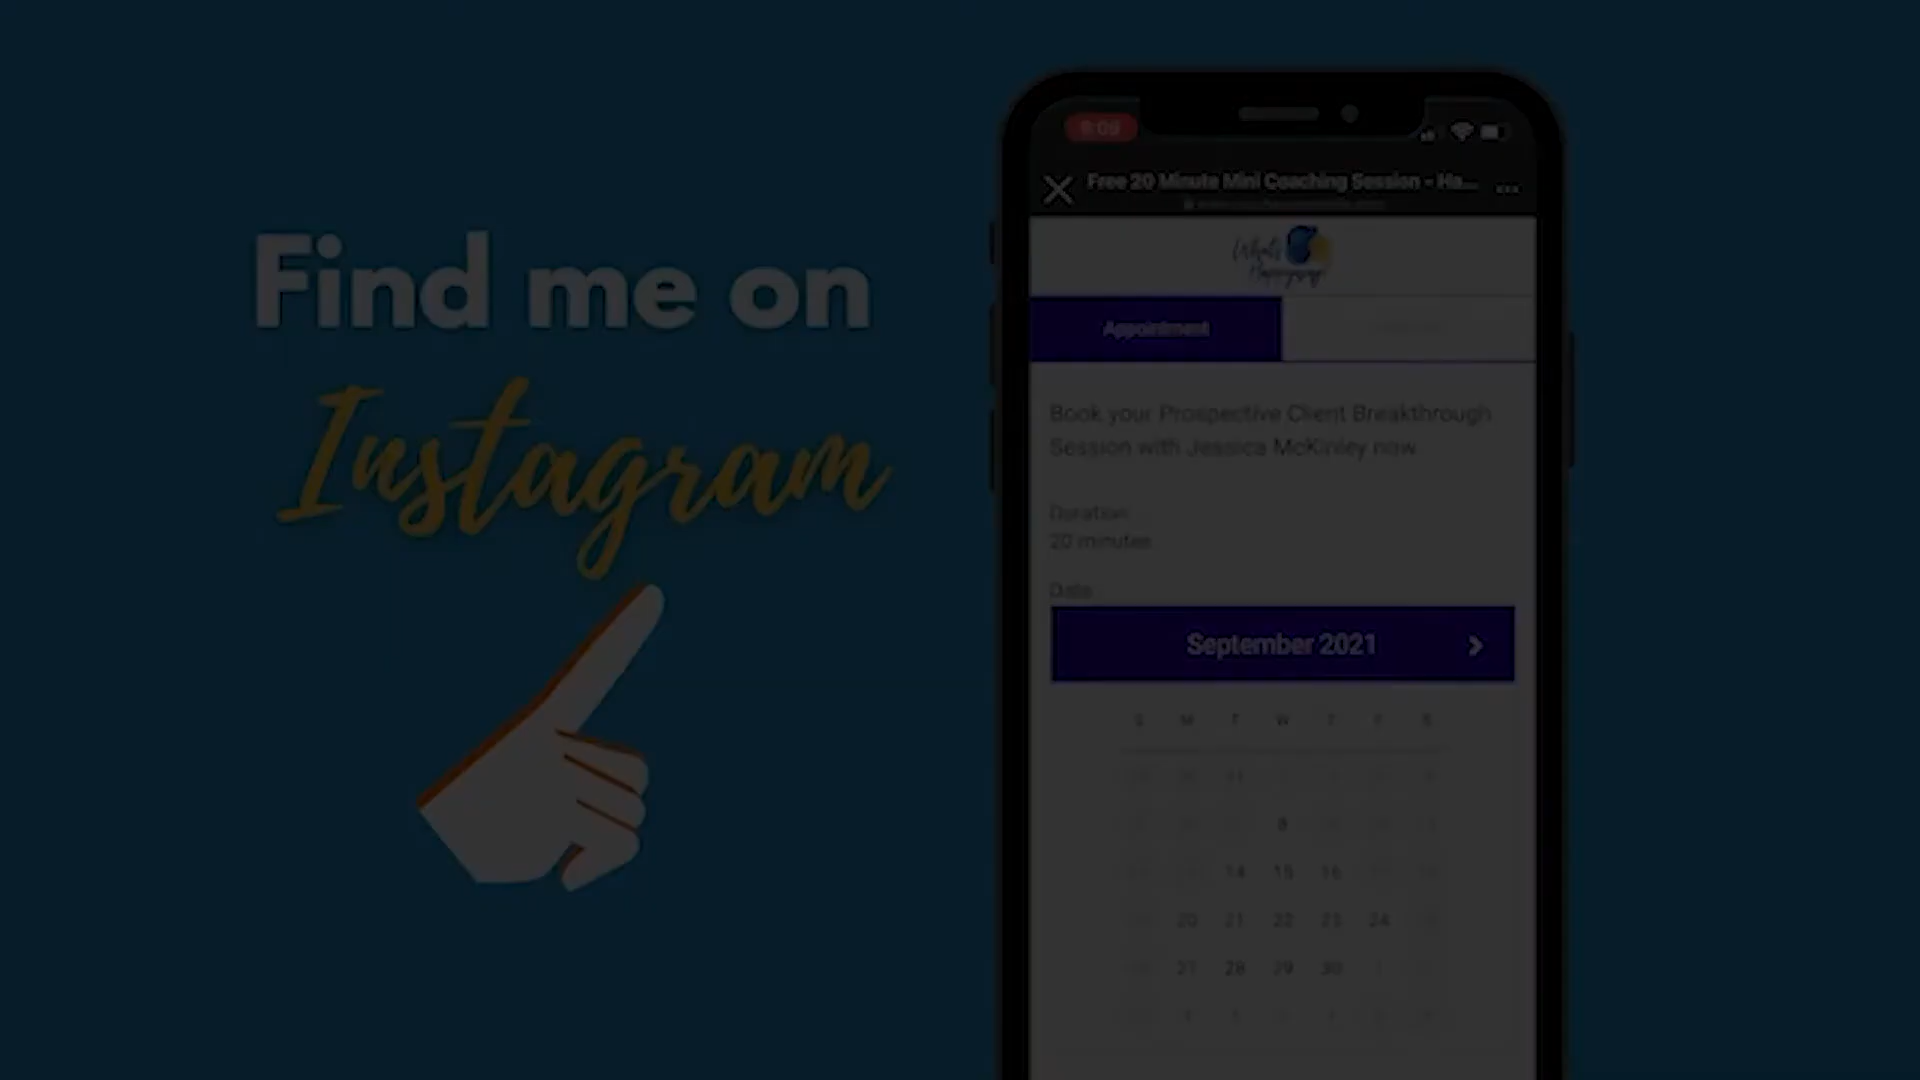 Find me on
Instagram
Free 20 Minute Mini Coaching Session - Ha...
Appointment
Book your Prospective Client Breakthrough
Session with Jessica McKinley now
Duration
20 minutes
Date
September 2021
S M T W T F S
31
8
14 15 16
20 21 22 23 24
27 28 29 30